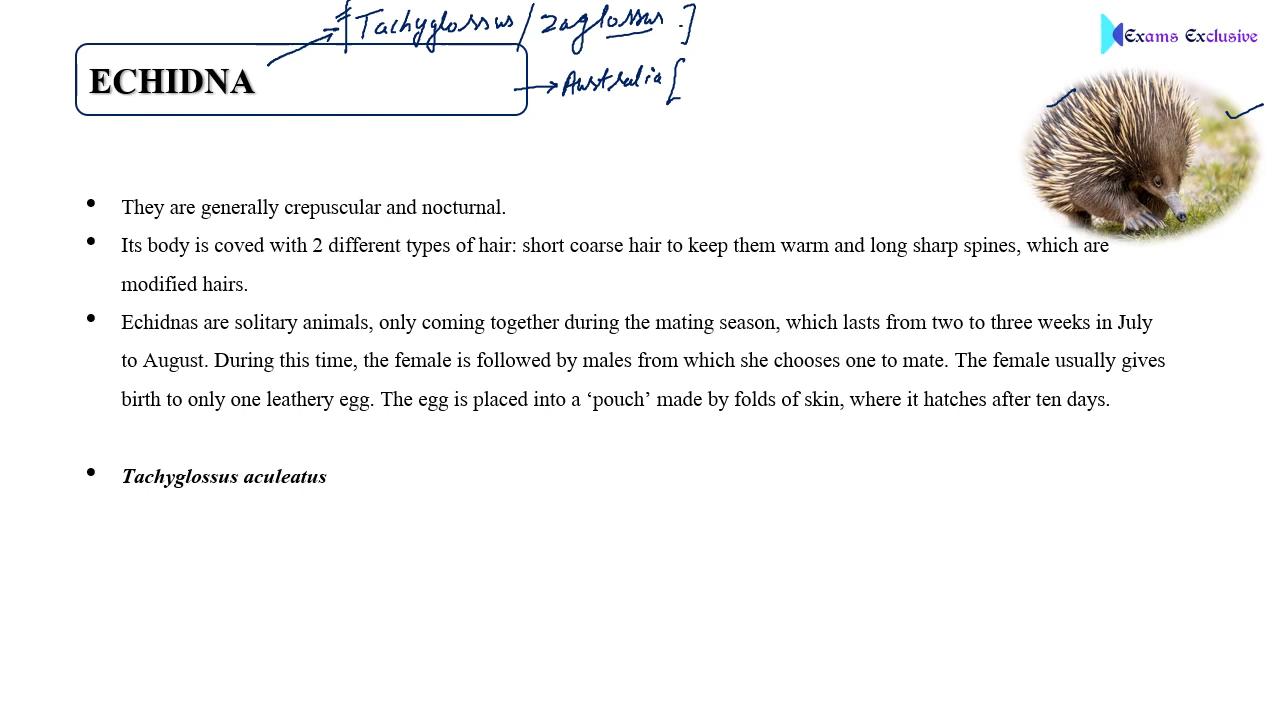 Tachyglossus / Zaglossus
Exams Exclusive
ECHIDNA
Australia [
• They are generally crepuscular and nocturnal.
• Its body is coved with 2 different types of hair: short coarse hair to keep them warm and long sharp spines, which are
modified hairs.
• Echidnas are solitary animals, only coming together during the mating season, which lasts from two to three weeks in July
to August. During this time, the female is followed by males from which she chooses one to mate. The female usually gives
birth to only one leathery egg. The egg is placed into a ‘pouch’ made by folds of skin, where it hatches after ten days.
• Tachyglossus aculeatus